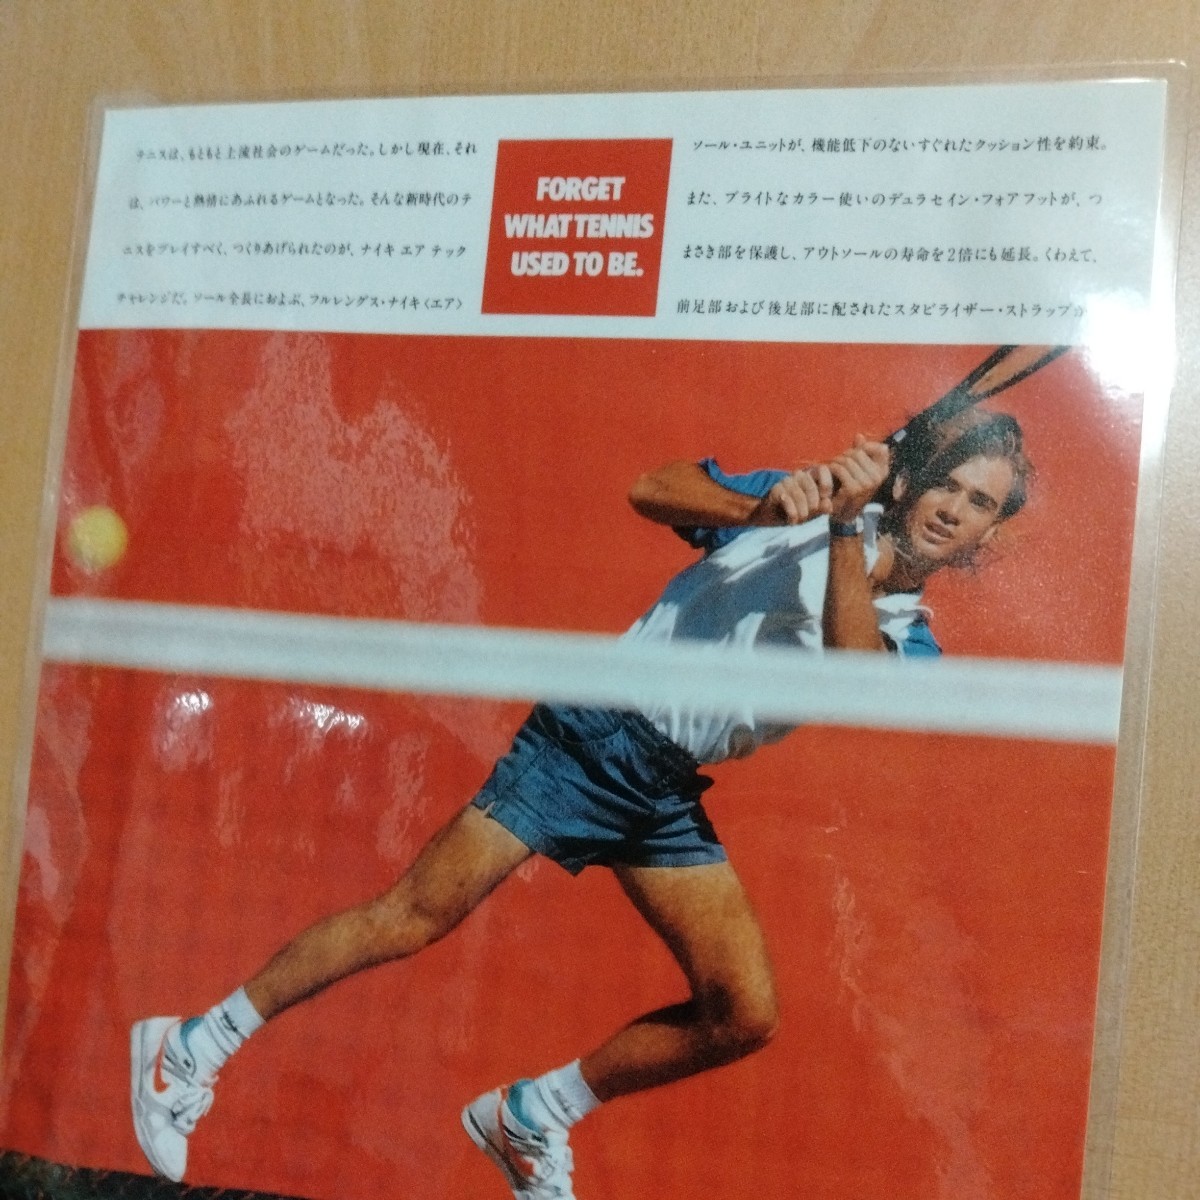 テニスは、もともと上流社会のゲームだった。しかし現在、それ
は、パワーと熱情にあふれるゲームとなった。そんな新時代のテ
ニスをプレイすべく、つくりあげられたのが、ナイキ エア テック
チャレンジだ。ソール全長におよぶ、フルレングス・ナイキ〈エア〉
FORGET
WHAT TENNIS
USED TO BE.
ソール・ユニットが、機能低下のないすぐれたクッション性を約束。
また、ブライトなカラー使いのデュラセイン・フォアフットが、つ
まさき部を保護し、アウトソールの寿命を2倍にも延長。くわえて、
前足部および後足部に配されたスタビライザー・ストラップが